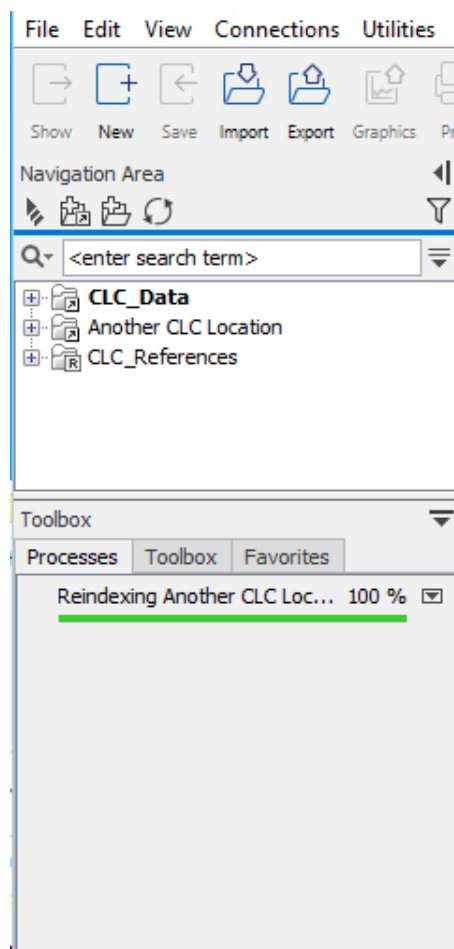 File Edit View Connections Utilities
Show New Save Import Export Graphics
Navigation Area
<enter search term>
CLC_Data
Another CLC Location
CLC_References
Toolbox
Processes Toolbox Favorites
Reindexing Another CLC Loc... 100 %